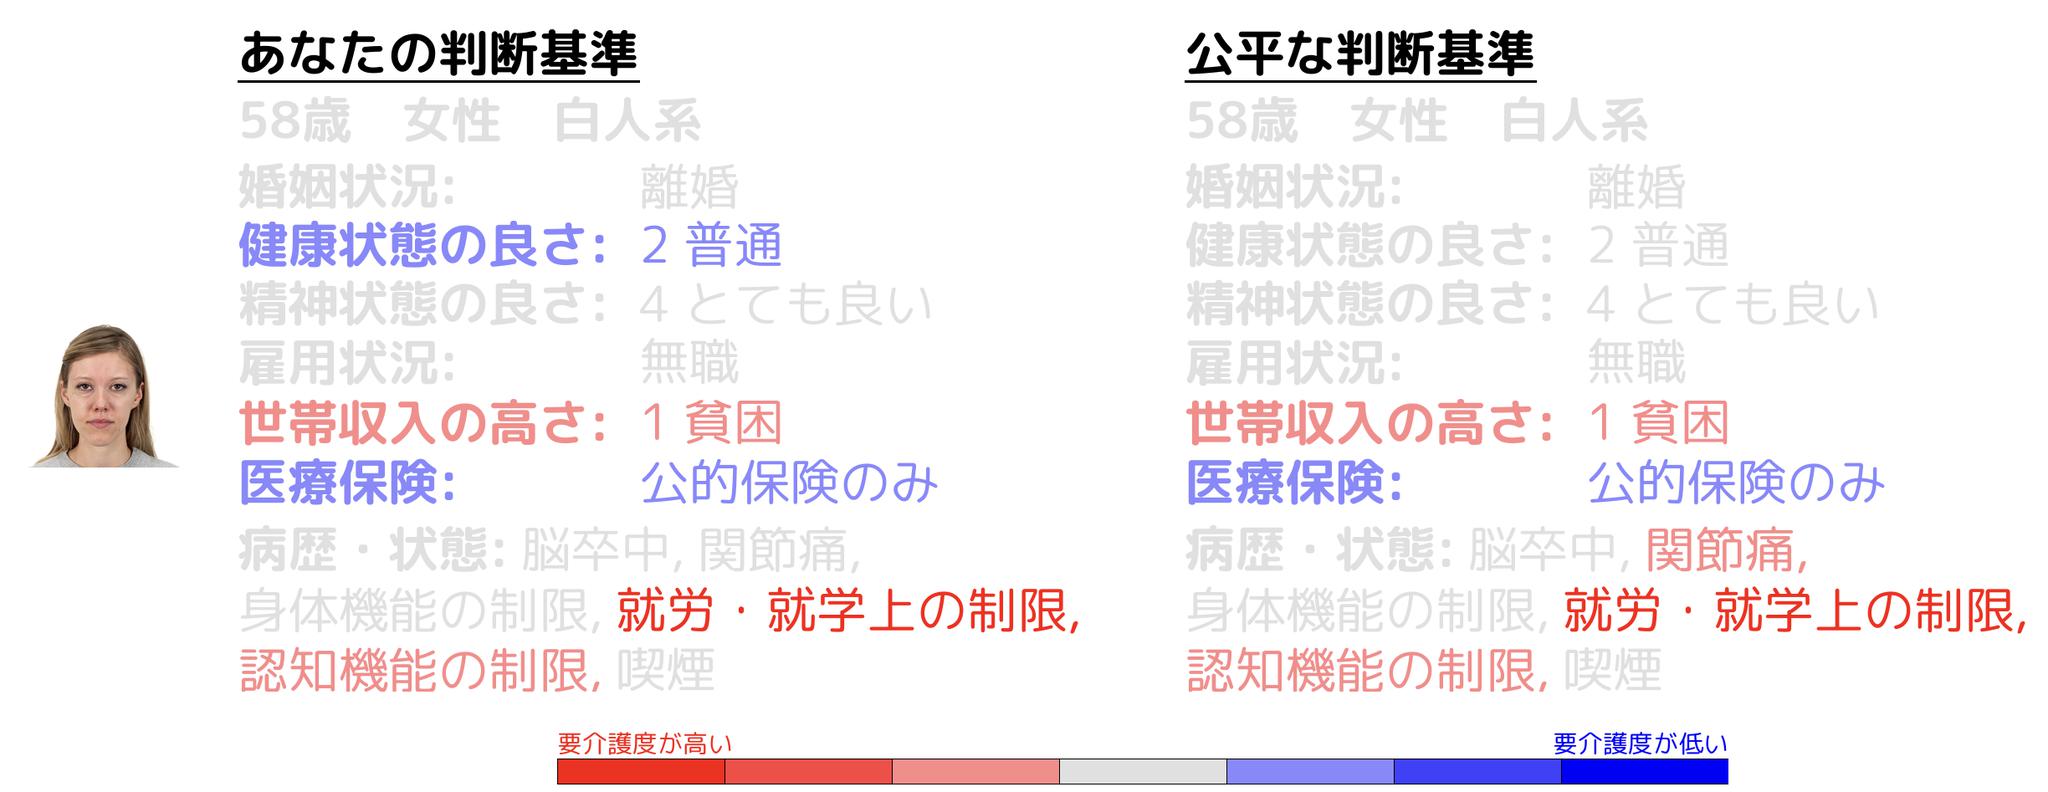 あなたの判断基準
58歳　女性　白人系
婚姻状況: 離婚
健康状態の良さ: 2 普通
精神状態の良さ: 4 とても良い
雇用状況: 無職
世帯収入の高さ: 1 貧困
医療保険: 公的保険のみ
病歴・状態: 脳卒中, 関節痛,
身体機能の制限, 就労・就学上の制限,
認知機能の制限, 喫煙
公平な判断基準
58歳　女性　白人系
婚姻状況: 離婚
健康状態の良さ: 2 普通
精神状態の良さ: 4 とても良い
雇用状況: 無職
世帯収入の高さ: 1 貧困
医療保険: 公的保険のみ
病歴・状態: 脳卒中, 関節痛,
身体機能の制限, 就労・就学上の制限,
認知機能の制限, 喫煙
要介護度が高い
要介護度が低い